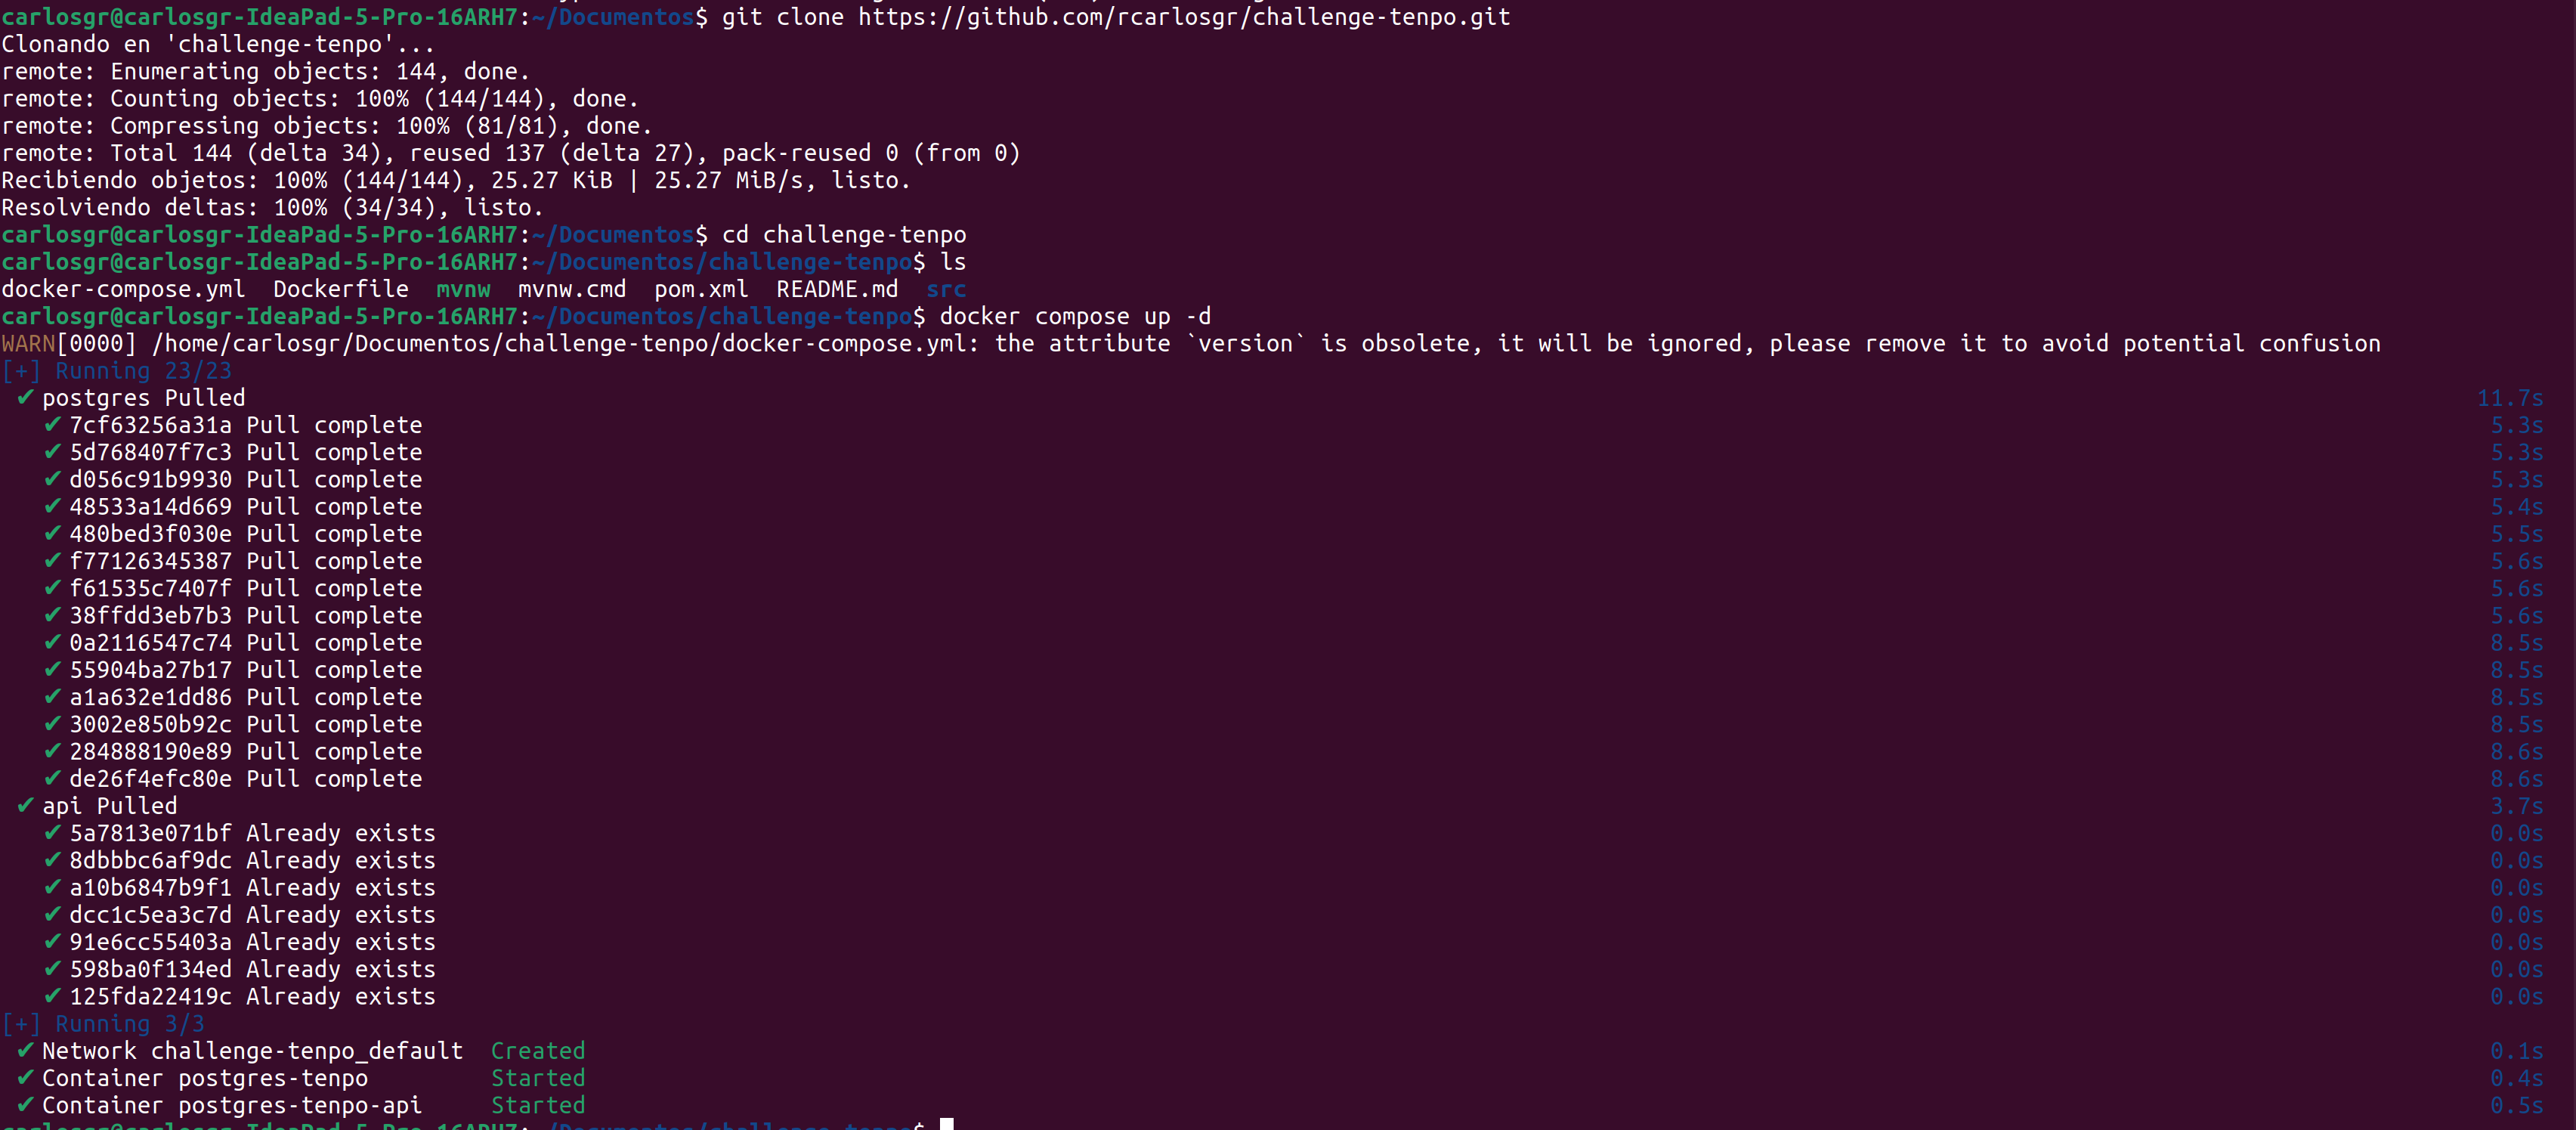 carlosgr@carlosgr-IdeaPad-5-Pro-16ARH7:~/Documentos$ git clone https://github.com/rcarlosgr/challenge-tenpo.git
Clonando en 'challenge-tenpo'...
remote: Enumerating objects: 144, done.
remote: Counting objects: 100% (144/144), done.
remote: Compressing objects: 100% (81/81), done.
remote: Total 144 (delta 34), reused 137 (delta 27), pack-reused 0 (from 0)
Recibiendo objetos: 100% (144/144), 25.27 KiB | 25.27 MiB/s, listo.
Resolviendo deltas: 100% (34/34), listo.
carlosgr@carlosgr-IdeaPad-5-Pro-16ARH7:~/Documentos$ cd challenge-tenpo
carlosgr@carlosgr-IdeaPad-5-Pro-16ARH7:~/Documentos/challenge-tenpo$ ls
docker-compose.yml  Dockerfile  mvnw  mvnw.cmd  pom.xml  README.md  src
carlosgr@carlosgr-IdeaPad-5-Pro-16ARH7:~/Documentos/challenge-tenpo$ docker compose up -d
WARN[0000] /home/carlosgr/Documentos/challenge-tenpo/docker-compose.yml: the attribute `version` is obsolete, it will be ignored, please remove it to avoid potential confusion
[+] Running 23/23
✔ postgres Pulled 11.7s
✔ 7cf63256a31a Pull complete 5.3s
✔ 5d768407f7c3 Pull complete 5.3s
✔ d056c91b9930 Pull complete 5.3s
✔ 48533a14d669 Pull complete 5.4s
✔ 480bed3f030e Pull complete 5.5s
✔ f77126345387 Pull complete 5.6s
✔ f61535c7407f Pull complete 5.6s
✔ 38ffdd3eb7b3 Pull complete 5.6s
✔ 0a2116547c74 Pull complete 8.5s
✔ 55904ba27b17 Pull complete 8.5s
✔ a1a632e1dd86 Pull complete 8.5s
✔ 3002e850b92c Pull complete 8.5s
✔ 284888190e89 Pull complete 8.6s
✔ de26f4efc80e Pull complete 8.6s
✔ api Pulled 3.7s
✔ 5a7813e071bf Already exists 0.0s
✔ 8dbbbc6af9dc Already exists 0.0s
✔ a10b6847b9f1 Already exists 0.0s
✔ dcc1c5ea3c7d Already exists 0.0s
✔ 91e6cc55403a Already exists 0.0s
✔ 598ba0f134ed Already exists 0.0s
✔ 125fda22419c Already exists 0.0s
[+] Running 3/3
✔ Network challenge-tenpo_default  Created 0.1s
✔ Container postgres-tenpo  Started 0.4s
✔ Container postgres-tenpo-api  Started 0.5s
carlosgr@carlosgr-IdeaPad-5-Pro-16ARH7:~/Documentos/challenge-tenpo$